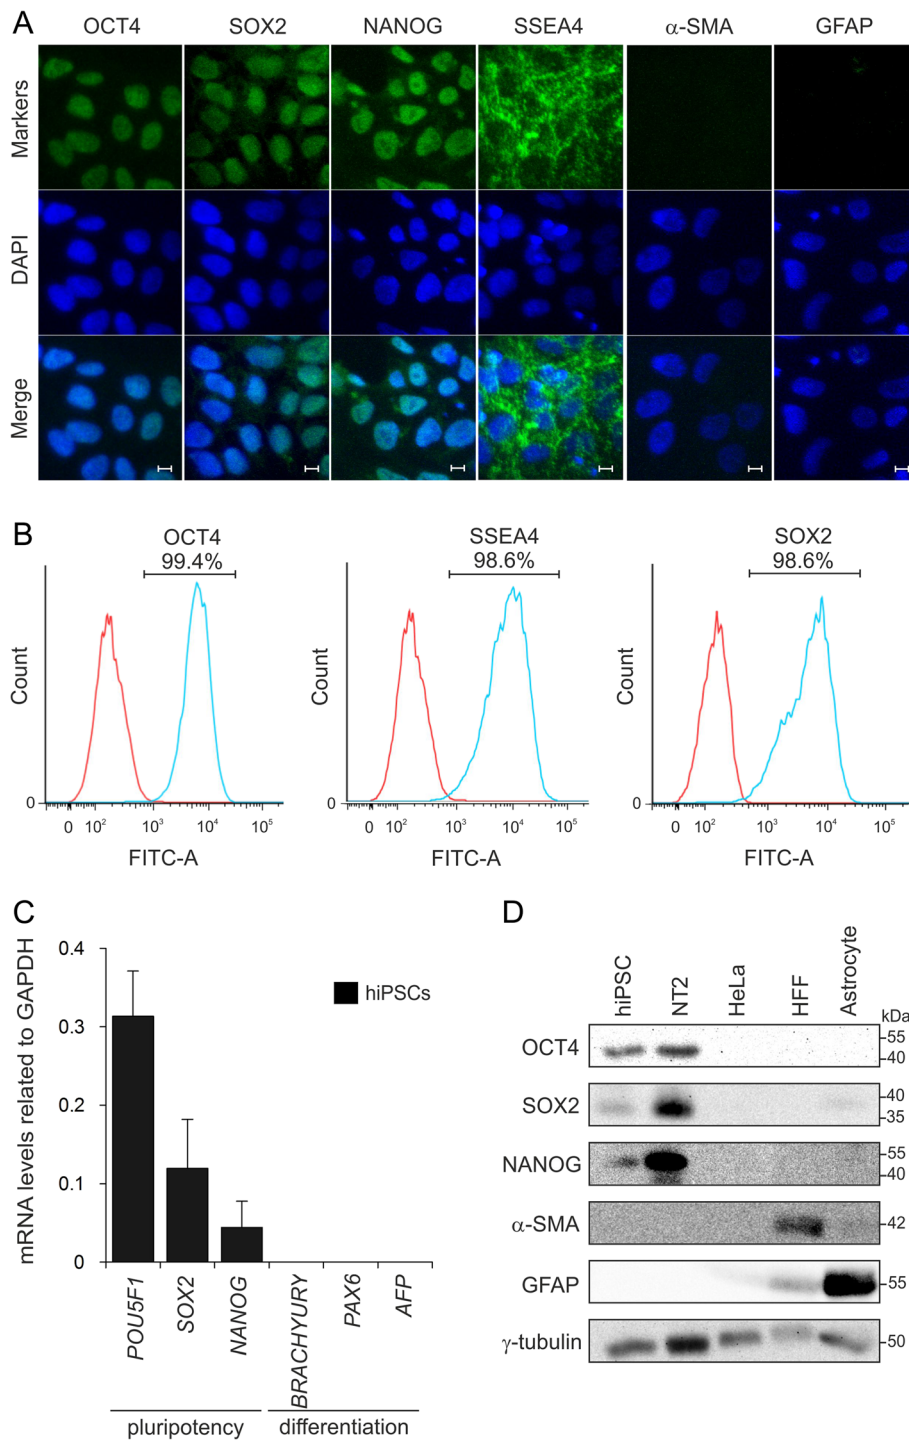 A
OCT4 SOX2 NANOG SSEA4 α-SMA GFAP
Markers
DAPI
Merge
B
OCT4
99.4%
Count
0
0 10² 10³ 10⁴ 10⁵
FITC-A
SSEA4
98.6%
Count
0
0 10² 10³ 10⁴ 10⁵
FITC-A
SOX2
98.6%
Count
0
0 10² 10³ 10⁴ 10⁵
FITC-A
C
mRNA levels related to GAPDH
0.4
0.3
0.2
0.1
0
hiPSCs
POU5F1 SOX2 NANOG BRACHYURY PAX6 AFP
pluripotency differentiation
D
hiPSC NT2 HeLa HFF Astrocyte
kDa
OCT4 55
40
SOX2 40
35
NANOG 55
40
α-SMA 42
GFAP 55
γ-tubulin 50